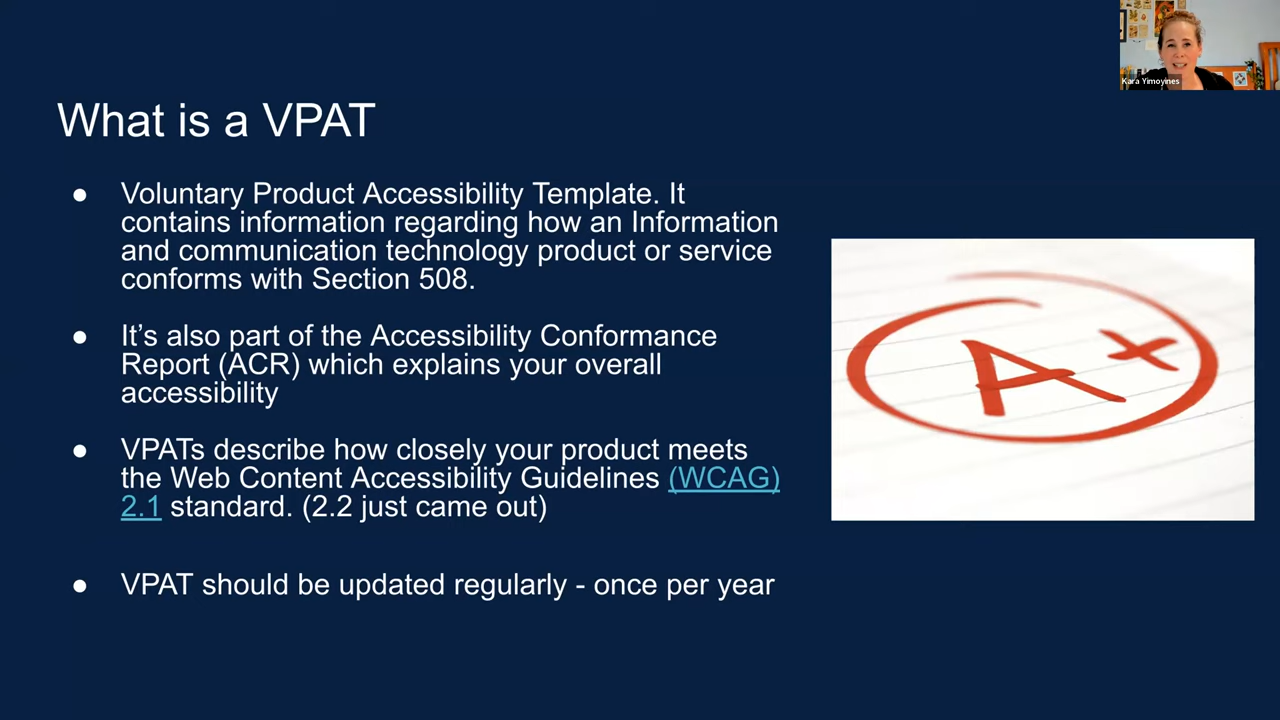 Kara Yimoyines
What is a VPAT
● Voluntary Product Accessibility Template. It
contains information regarding how an Information
and communication technology product or service
conforms with Section 508.
● It’s also part of the Accessibility Conformance
Report (ACR) which explains your overall
accessibility
● VPATs describe how closely your product meets
the Web Content Accessibility Guidelines (WCAG)
2.1 standard. (2.2 just came out)
● VPAT should be updated regularly - once per year
A+